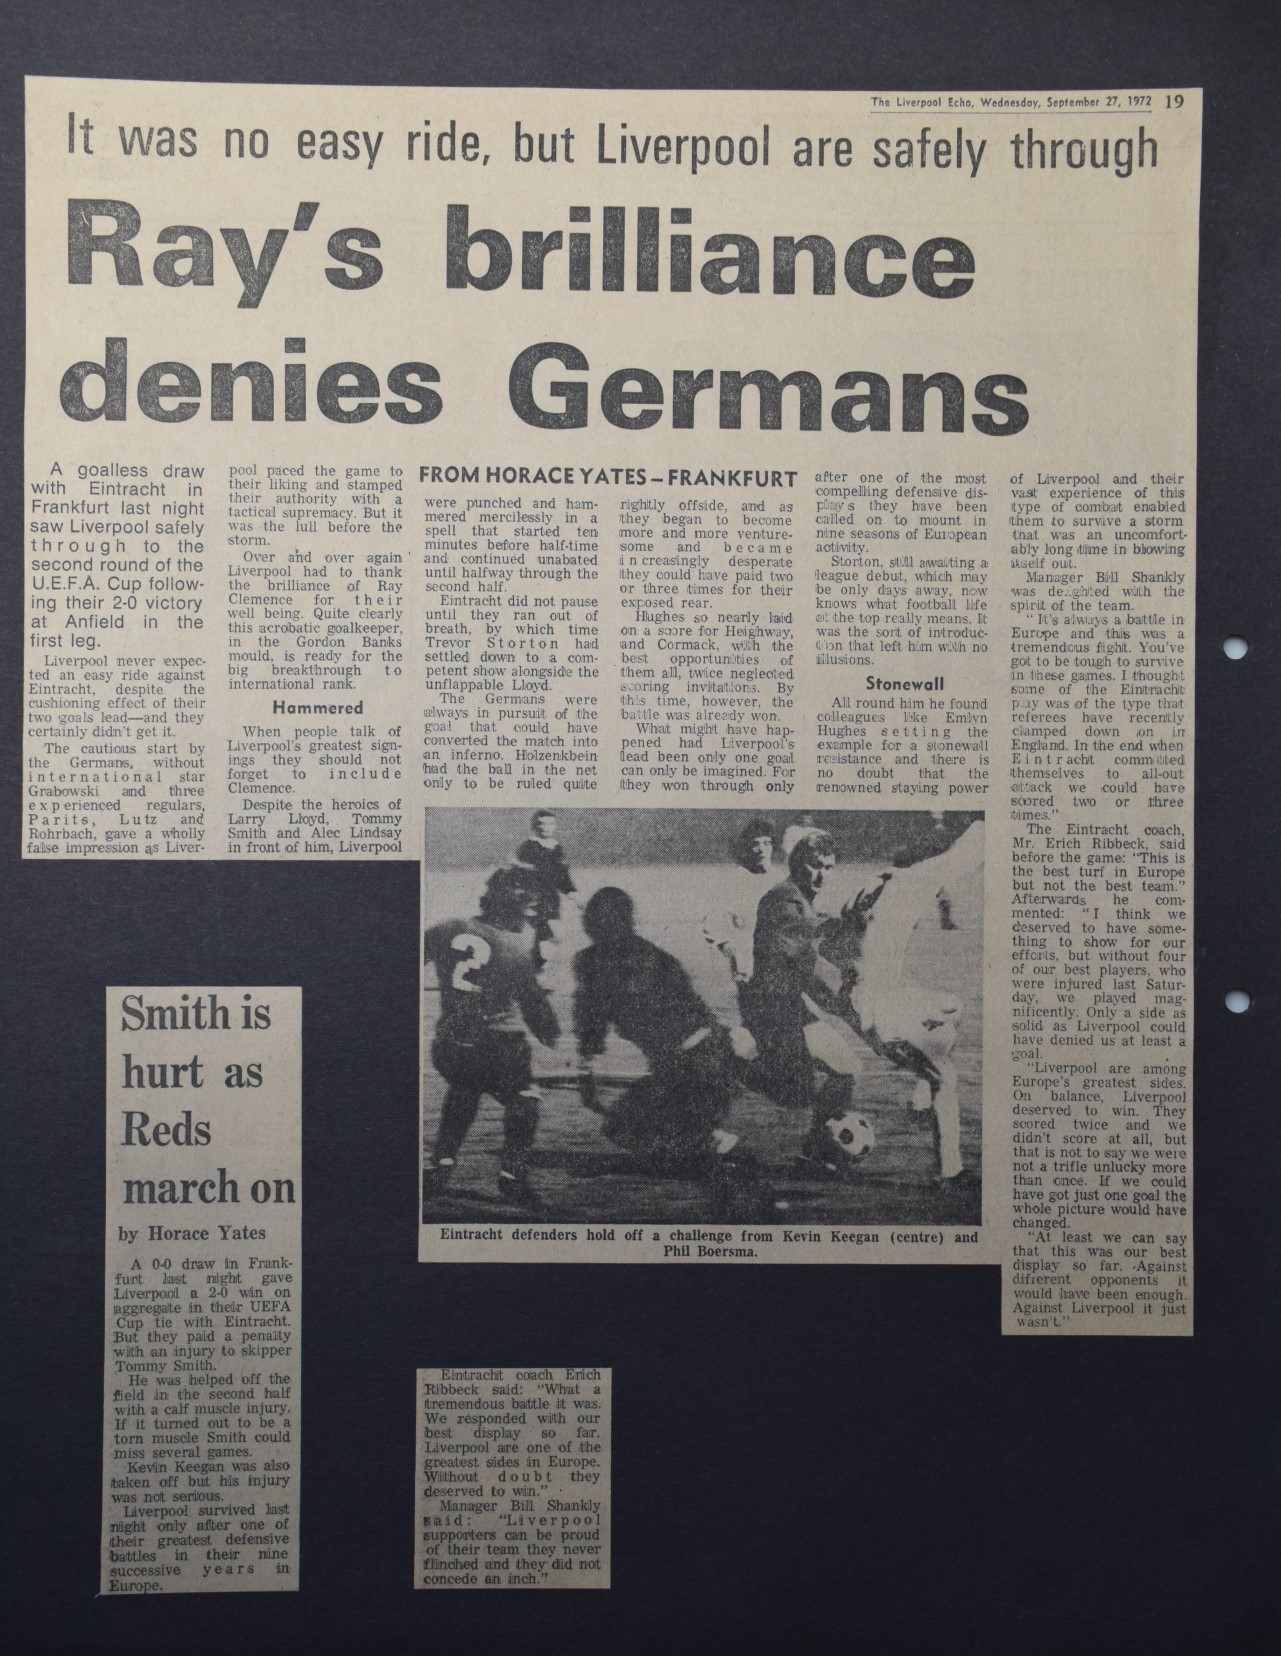 The Liverpool Echo, Wednesday, September 27, 1972 19
It was no easy ride, but Liverpool are safely through
Ray's brilliance
denies Germans
A goalless draw
with Eintracht in
Frankfurt last night
saw Liverpool safely
through to the
second round of the
U.E.F.A. Cup follow-
ing their 2-0 victory
at Anfield in the
first leg.
Liverpool never expec-
ted an easy ride against
Eintracht, despite the
cushioning effect of their
two goals lead—and they
certainly didn't get it.
The cautious start by
the Germans, without
international star
Grabowski and three
experienced regulars,
Parits, Lutz and
Rohrbach, gave a wholly
false impression as Liver-
pool paced the game to
their liking and stamped
their authority with a
tactical supremacy. But it
was the lull before the
storm.
Over and over again
Liverpool had to thank
the brilliance of Ray
Clemence for their
well being. Quite clearly
this acrobatic goalkeeper,
in the Gordon Banks
mould, is ready for the
big breakthrough to
international rank.
Hammered
When people talk of
Liverpool's greatest sign-
ings they should not
forget to include
Clemence.
Despite the heroics of
Larry Lloyd, Tommy
Smith and Alec Lindsay
in front of him, Liverpool
FROM HORACE YATES — FRANKFURT
were punched and ham-
mered mercilessly in a
spell that started ten
minutes before half-time
and continued unabated
until halfway through the
second half.
Eintracht did not pause
until they ran out of
breath, by which time
Trevor Storton had
settled down to a com-
petent show alongside the
unflappable Lloyd.
The Germans were
always in pursuit of the
goal that could have
converted the match into
an inferno. Holzenkbein
had the ball in the net
only to be ruled quite
rightly offside, and as
they began to become
more and more venture-
some and became
increasingly desperate
they could have paid two
or three times for their
exposed rear.
Hughes so nearly laid
on a score for Heighway,
and Cormack, with the
best opportunities of
them all, twice neglected
scoring invitations. By
this time, however, the
battle was already won.
What might have hap-
pened had Liverpool's
lead been only one goal
can only be imagined. For
they won through only
after one of the most
compelling defensive dis-
plays they have been
called on to mount in
nine seasons of European
activity.
Storton, still awaiting a
league debut, which may
be only days away, now
knows what football life
at the top really means. It
was the sort of introduc-
tion that left him with no
illusions.
Stonewall
All round him he found
colleagues like Emlyn
Hughes setting the
example for a stonewall
resistance and there is
no doubt that the
renowned staying power
of Liverpool and their
vast experience of this
type of combat enabled
them to survive a storm
that was an uncomfort-
ably long time in blowing
itself out.
Manager Bill Shankly
was delighted with the
spirit of the team.
"It's always a battle in
Europe and this was a
tremendous fight. You've
got to be tough to survive
in these games. I thought
some of the Eintracht
play was of the type that
referees have recently
clamped down on in
England. In the end when
Eintracht committed
themselves to all-out
attack we could have
scored two or three
times."
The Eintracht coach,
Mr. Erich Ribbeck, said
before the game: "This is
the best turf in Europe
but not the best team."
Afterwards he com-
mented: "I think we
deserved to have some-
thing to show for our
efforts, but without four
of our best players, who
were injured last Satur-
day, we played mag-
nificently. Only a side as
solid as Liverpool could
have denied us at least a
goal.
"Liverpool are among
Europe's greatest sides.
On balance, Liverpool
deserved to win. They
scored twice and we
didn't score at all, but
that is not to say we were
not a trifle unlucky more
than once. If we could
have got just one goal the
whole picture would have
changed.
"At least we can say
that this was our best
display so far. Against
different opponents it
would have been enough.
Against Liverpool it just
wasn't."
2
Eintracht defenders hold off a challenge from Kevin Keegan (centre) and
Phil Boersma.
Smith is
hurt as
Reds
march on
by Horace Yates
A 0-0 draw in Frank-
furt last night gave
Liverpool a 2-0 win on
aggregate in their UEFA
Cup tie with Eintracht.
But they paid a penalty
with an injury to skipper
Tommy Smith.
He was helped off the
field in the second half
with a calf muscle injury.
If it turned out to be a
torn muscle Smith could
miss several games.
Kevin Keegan was also
taken off but his injury
was not serious.
Liverpool survived last
night only after one of
their greatest defensive
battles in their nine
successive years in
Europe.
Eintracht coach Erich
Ribbeck said: "What a
tremendous battle it was.
We responded with our
best display so far.
Liverpool are one of the
greatest sides in Europe.
Without doubt they
deserved to win."
Manager Bill Shankly
said: "Liverpool
supporters can be proud
of their team they never
flinched and they did not
concede an inch."